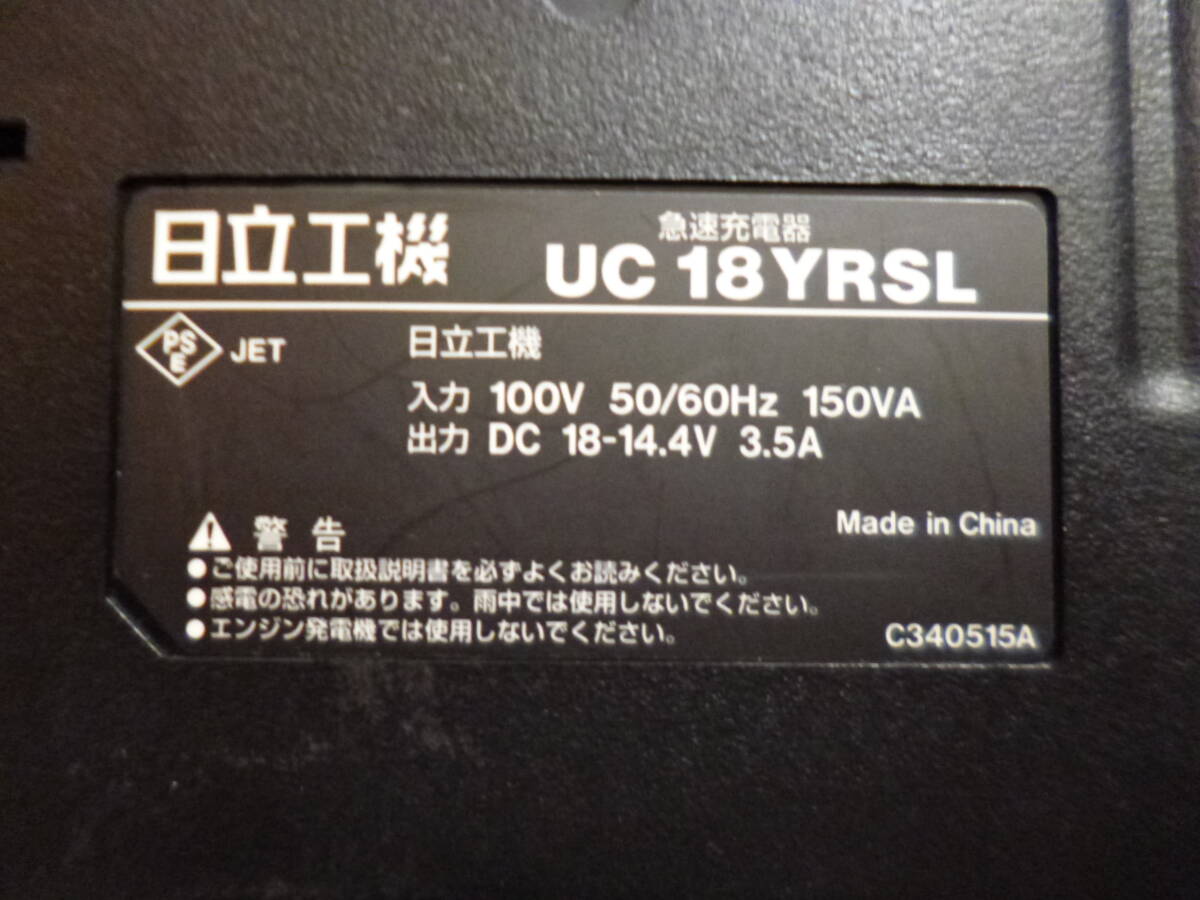 日立工機
急速充電器
UC 18 YRSL
PS
E
JET
日立工機
入力 100V 50/60Hz 150VA
出力 DC 18-14.4V 3.5A
Made in China
警告
●ご使用前に取扱説明書を必ずよくお読みください。
●感電の恐れがあります。雨中では使用しないでください。
●エンジン発電機では使用しないでください。
C340515A